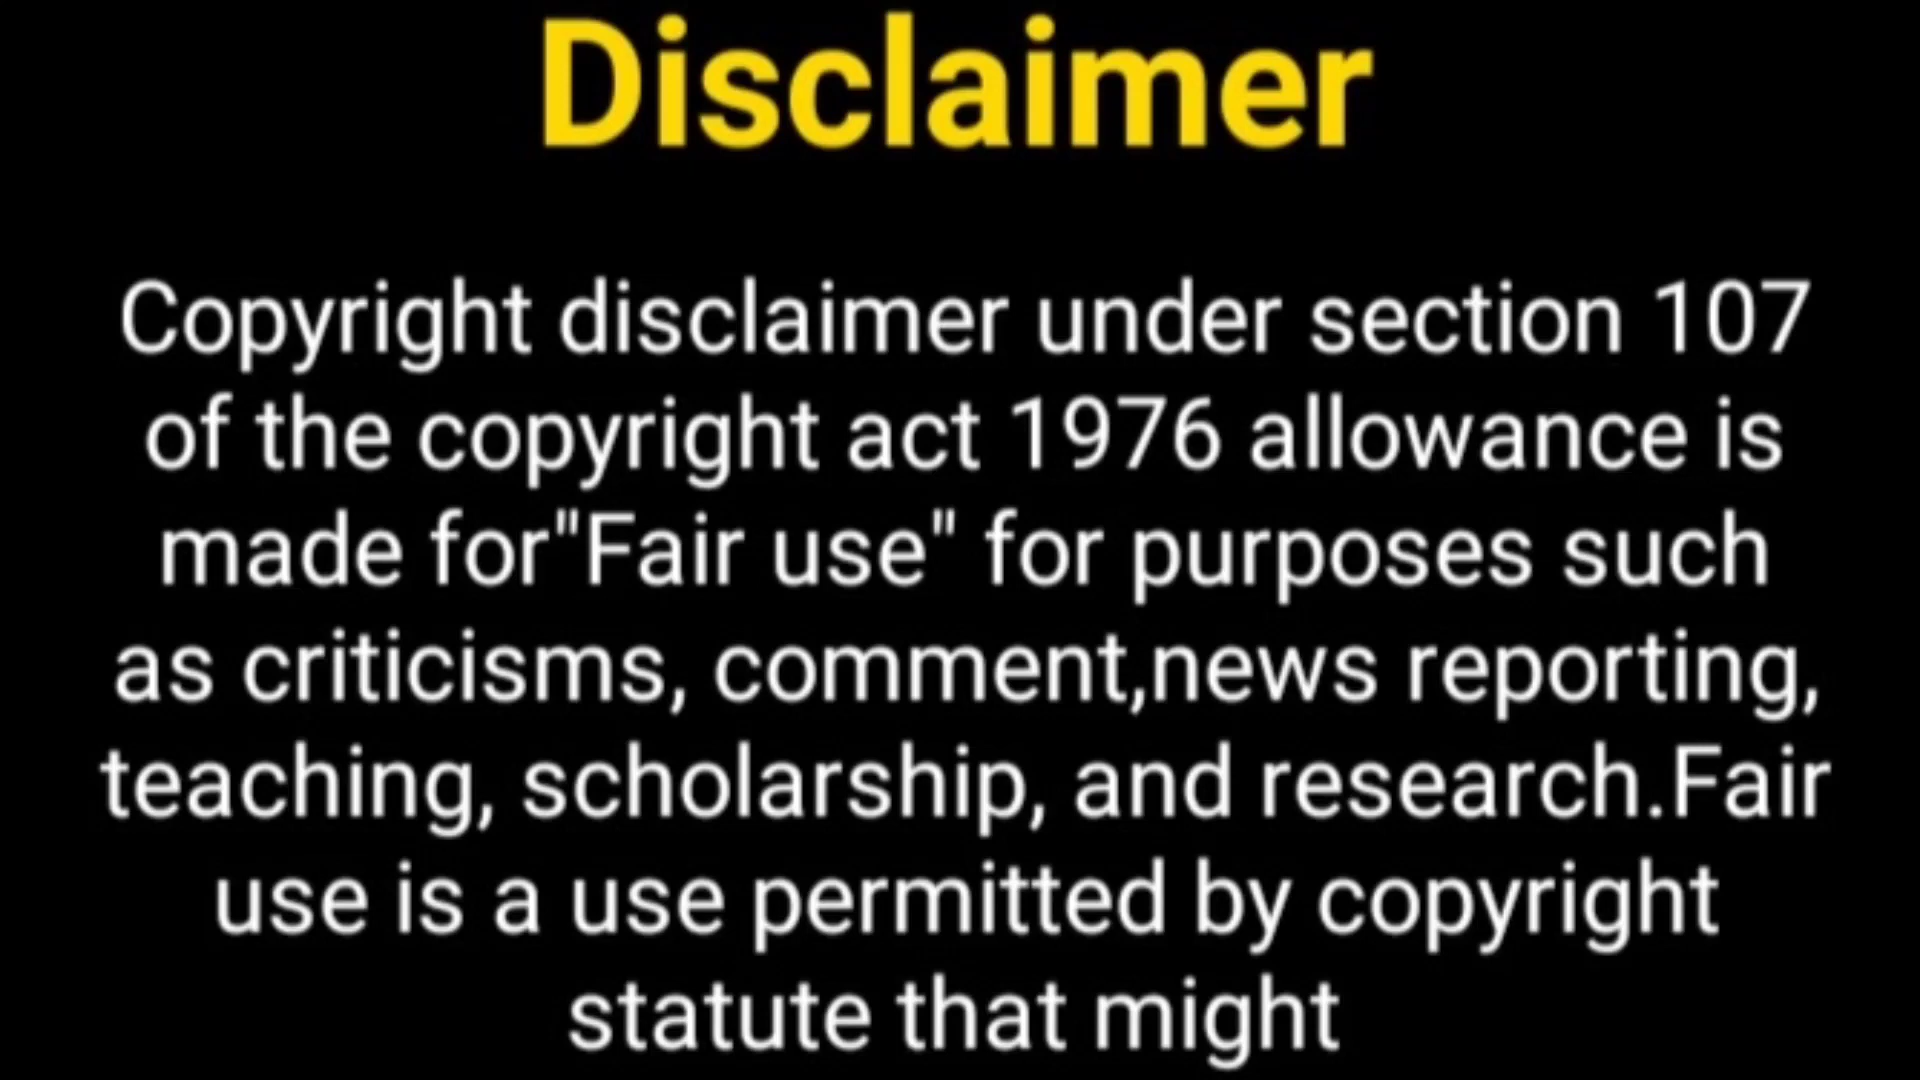 Disclaimer
Copyright disclaimer under section 107
of the copyright act 1976 allowance is
made for"Fair use" for purposes such
as criticisms, comment,news reporting,
teaching, scholarship, and research.Fair
use is a use permitted by copyright
statute that might